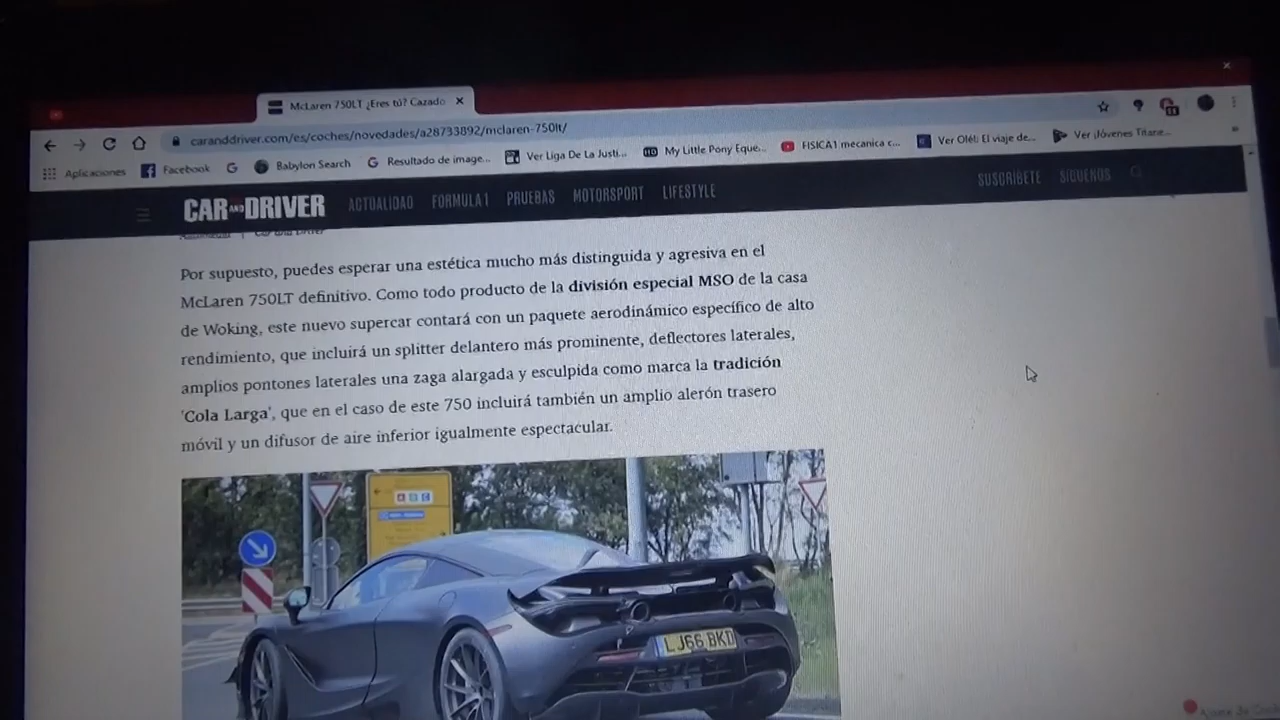 McLaren 750LT ¿Eres tú? Cazado
caranddriver.com/es/coches/novedades/a28733892/mclaren-750lt/
Aplicaciones Facebook Babylon Search Resultado de image... Ver Liga De La Justi... My Little Pony Eque... FISICA1 mecanica c... Ver Olé!: El viaje de... Ver ¡Jóvenes Titane...
CAR AND DRIVER ACTUALIDAD FORMULA 1 PRUEBAS MOTORSPORT LIFESTYLE SUSCRÍBETE SÍGUENOS
Car and Driver
Por supuesto, puedes esperar una estética mucho más distinguida y agresiva en el
McLaren 750LT definitivo. Como todo producto de la división especial MSO de la casa
de Woking, este nuevo supercar contará con un paquete aerodinámico específico de alto
rendimiento, que incluirá un splitter delantero más prominente, deflectores laterales,
amplios pontones laterales una zaga alargada y esculpida como marca la tradición
'Cola Larga', que en el caso de este 750 incluirá también un amplio alerón trasero
móvil y un difusor de aire inferior igualmente espectacular.
LJ66 BKD